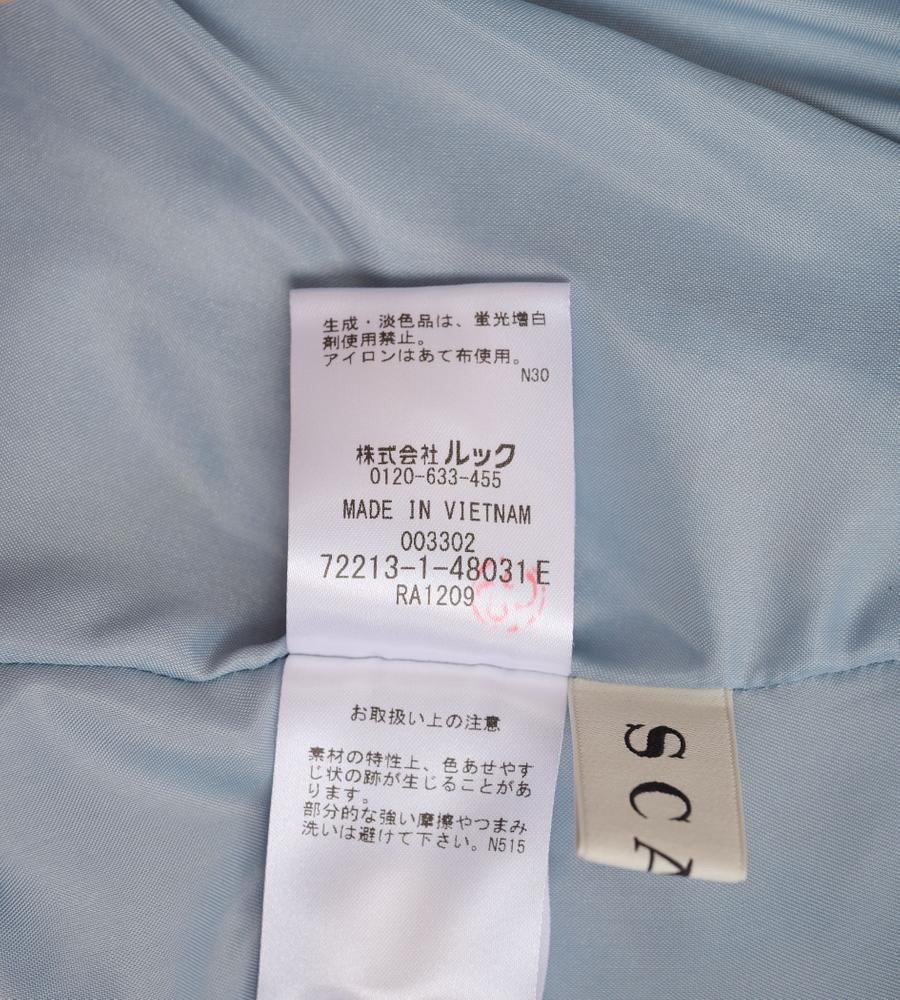 生成・淡色品は、蛍光増白
剤使用禁止。
アイロンはあて布使用。
N30
株式会社ルック
0120-633-455
MADE IN VIETNAM
003302
72213-1-48031 E
RA1209
お取扱い上の注意
素材の特性上、色あせやす
じ状の跡が生じることがあ
ります。
部分的な強い摩擦やつまみ
洗いは避けて下さい。N515
SCA